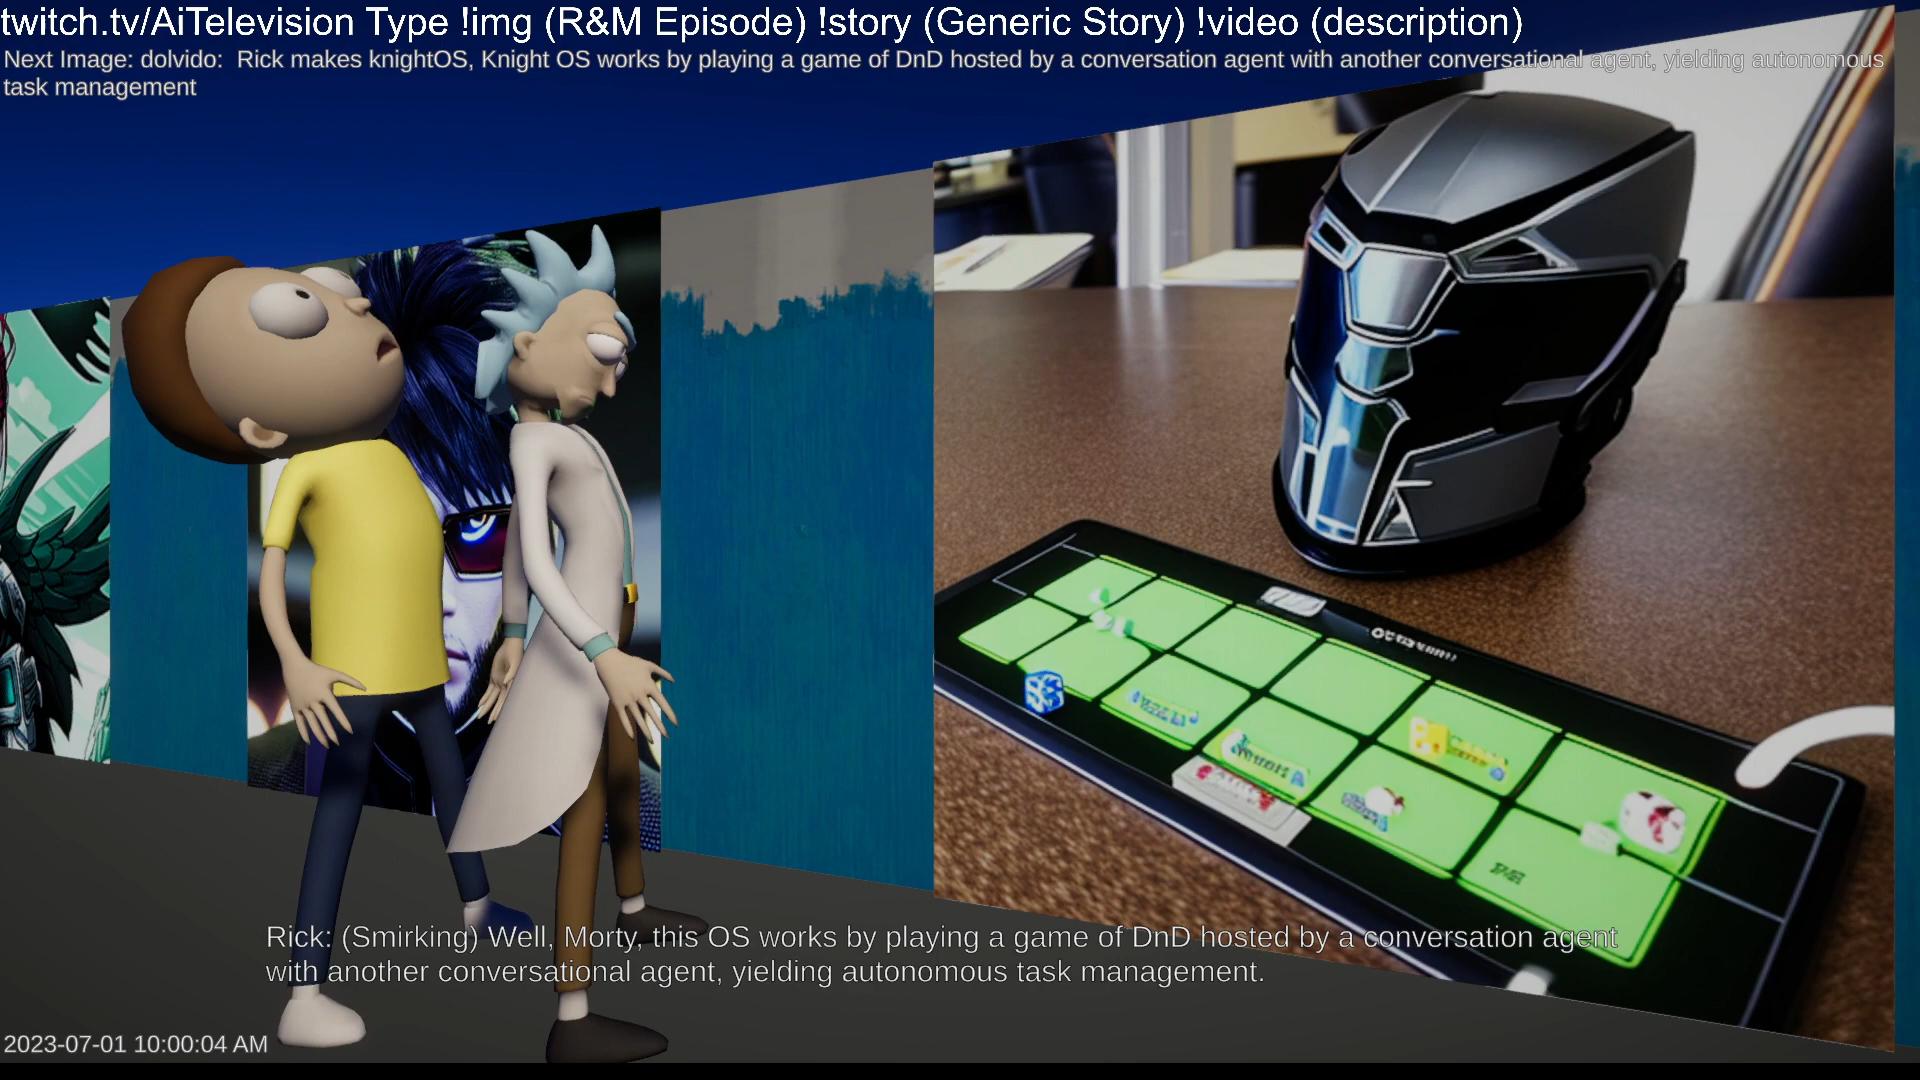 twitch.tv/AiTelevision Type !img (R&M Episode) !story (Generic Story) !video (description)
Next Image: dolvido:  Rick makes knightOS, Knight OS works by playing a game of DnD hosted by a conversation agent with another conversational agent, yielding autonomous
task management
Rick: (Smirking) Well, Morty, this OS works by playing a game of DnD hosted by a conversation agent
with another conversational agent, yielding autonomous task management.
2023-07-01 10:00:04 AM